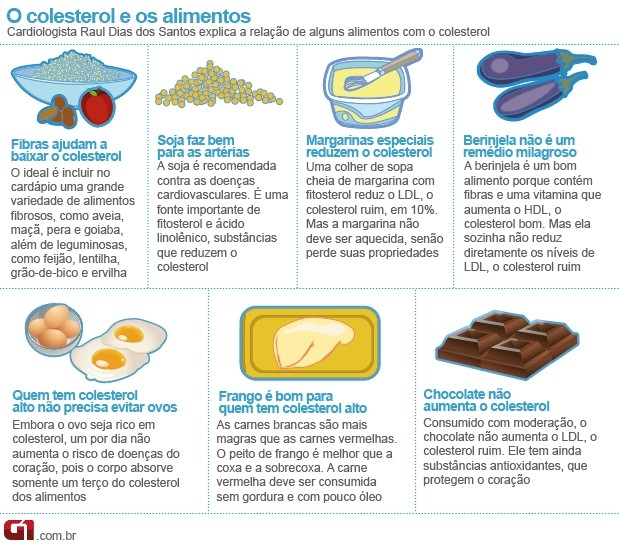 O colesterol e os alimentos
Cardiologista Raul Dias dos Santos explica a relação de alguns alimentos com o colesterol
Fibras ajudam a
baixar o colesterol
O ideal é incluir no
cardápio uma grande
variedade de alimentos
fibrosos, como aveia,
maçã, pera e goiaba,
além de leguminosas,
como feijão, lentilha,
grão-de-bico e ervilha
Soja faz bem
para as artérias
A soja é recomendada
contra as doenças
cardiovasculares. É uma
fonte importante de
fitosterol e ácido
linolênico, substâncias
que reduzem o
colesterol
Margarinas especiais
reduzem o colesterol
Uma colher de sopa
cheia de margarina com
fitosterol reduz o LDL, o
colesterol ruim, em 10%.
Mas a margarina não
deve ser aquecida, senão
perde suas propriedades
Berinjela não é um
remédio milagroso
A berinjela é um bom
alimento porque contém
fibras e uma vitamina que
aumenta o HDL, o
colesterol bom. Mas ela
sozinha não reduz
diretamente os níveis de
LDL, o colesterol ruim
Quem tem colesterol
alto não precisa evitar ovos
Embora o ovo seja rico em
colesterol, um por dia não
aumenta o risco de doenças do
coração, pois o corpo absorve
somente um terço do colesterol
dos alimentos
Frango é bom para
quem tem colesterol alto
As carnes brancas são mais
magras que as carnes vermelhas.
O peito de frango é melhor que a
coxa e a sobrecoxa. A carne
vermelha deve ser consumida
sem gordura e com pouco óleo
Chocolate não
aumenta o colesterol
Consumido com moderação, o
chocolate não aumenta o LDL, o
colesterol ruim. Ele tem ainda
substâncias antioxidantes, que
protegem o coração
G1.com.br